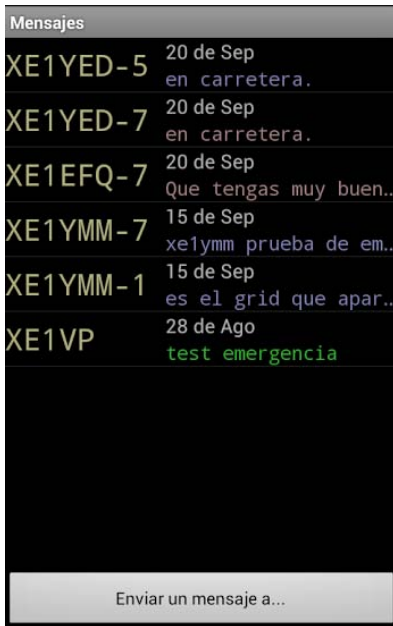 Mensajes
XE1YED-5
20 de Sep
en carretera.
XE1YED-7
20 de Sep
en carretera.
XE1EFQ-7
20 de Sep
Que tengas muy buen..
XE1YMM-7
15 de Sep
xe1ymm prueba de em..
XE1YMM-1
15 de Sep
es el grid que apar..
XE1VP
28 de Ago
test emergencia
Enviar un mensaje a...